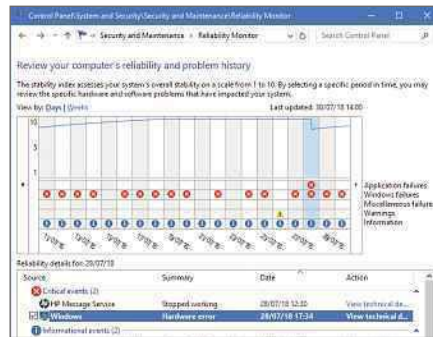 Control Panel\System and Security\Security and Maintenance\Reliability Monitor
Security and Maintenance › Reliability Monitor
Search Control Panel
Review your computer's reliability and problem history
The stability index assesses your system's overall stability on a scale from 1 to 10. By selecting a specific period in time, you may
review the specific hardware and software problems that have impacted your system.
View by: Days | Weeks
Last updated: 30/07/18 14:00
10
5
1
Application failures
Windows failures
Miscellaneous failure
Warnings
Information
Reliability details for: 28/07/18
Source Summary Date Action
Critical events (2)
HP Message Service Stopped working 28/07/18 12:30 View technical de...
Windows Hardware error 28/07/18 17:34 View technical d...
Informational events (2)